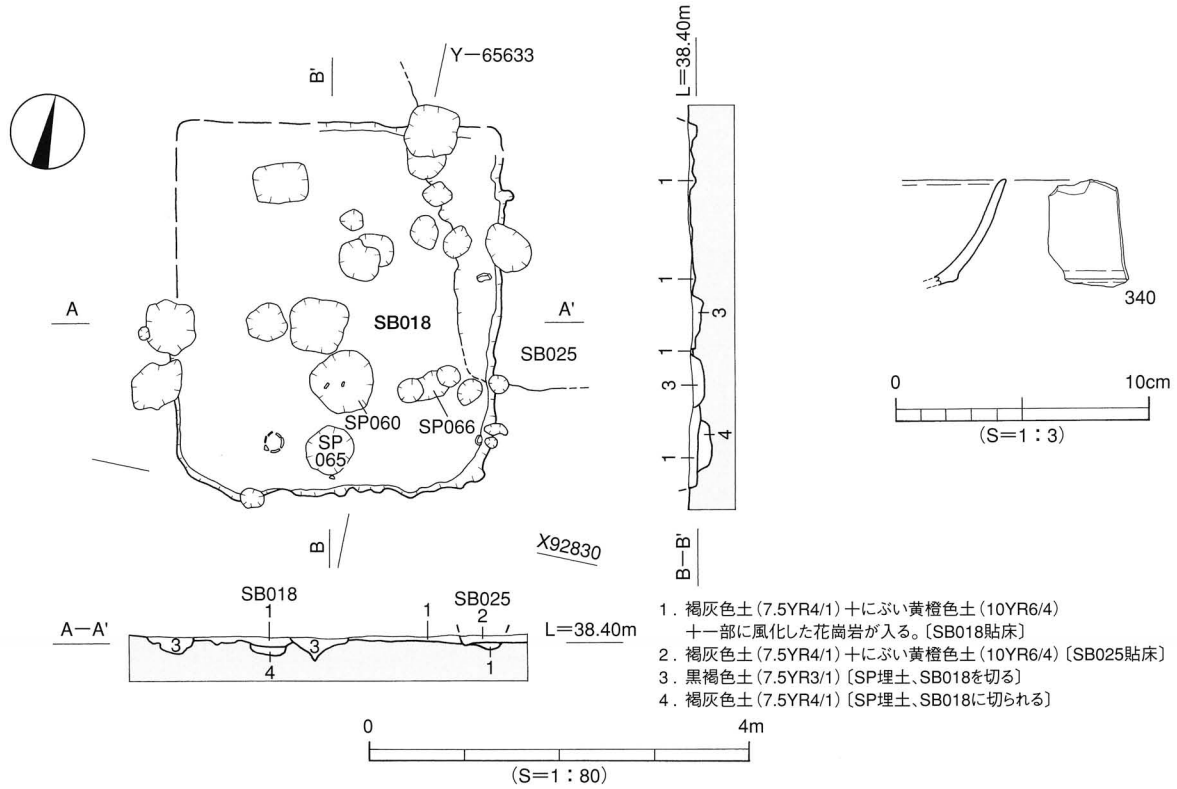 Y−65633
B'
L=38.40m
A
SB018
A'
SB025
SP060
SP066
SP
065
B
X92830
B−B'
1
1
3
1
3
4
1
340
0
10cm
(S=1：3)
SB018
SB025
A−A'
1
1
2
L=38.40m
3
3
4
1
1．褐灰色土(7.5YR4/1)＋にぶい黄橙色土(10YR6/4)
＋一部に風化した花崗岩が入る。〔SB018貼床〕
2．褐灰色土(7.5YR4/1)＋にぶい黄橙色土(10YR6/4)〔SB025貼床〕
3．黒褐色土(7.5YR3/1)〔SP埋土、SB018を切る〕
4．褐灰色土(7.5YR4/1)〔SP埋土、SB018に切られる〕
0
4m
(S=1：80)